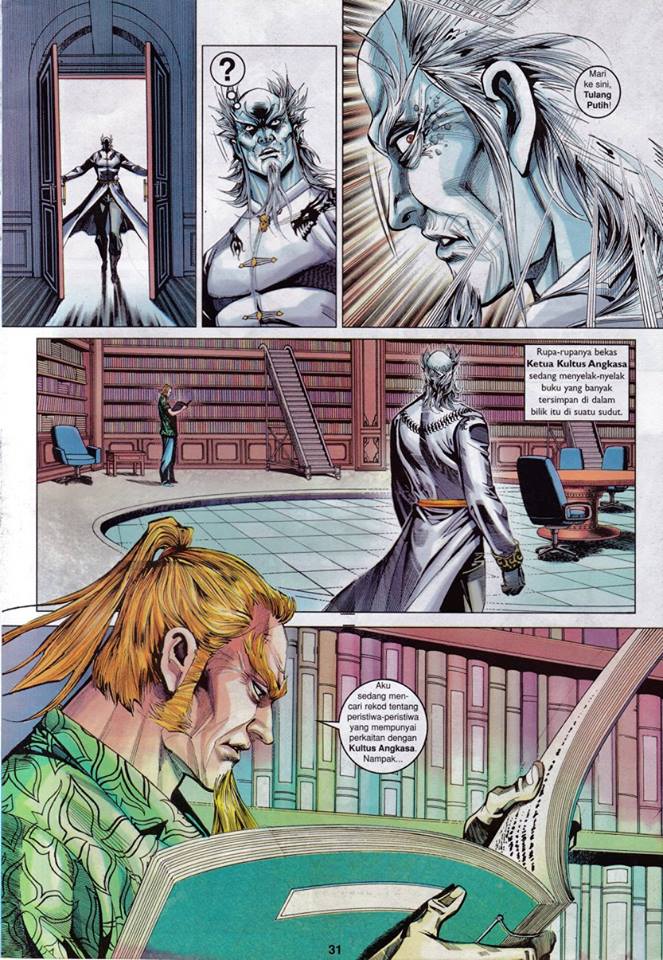 ?
Mari
ke sini,
Tulang
Putih!
Rupa-rupanya bekas
Ketua Kultus Angkasa
sedang menyelak-nyelak
buku yang banyak
tersimpan di dalam
bilik itu di suatu sudut.
Aku
sedang men-
cari rekod tentang
peristiwa-peristiwa
yang mempunyai
perkaitan dengan
Kultus Angkasa.
Nampak...
31